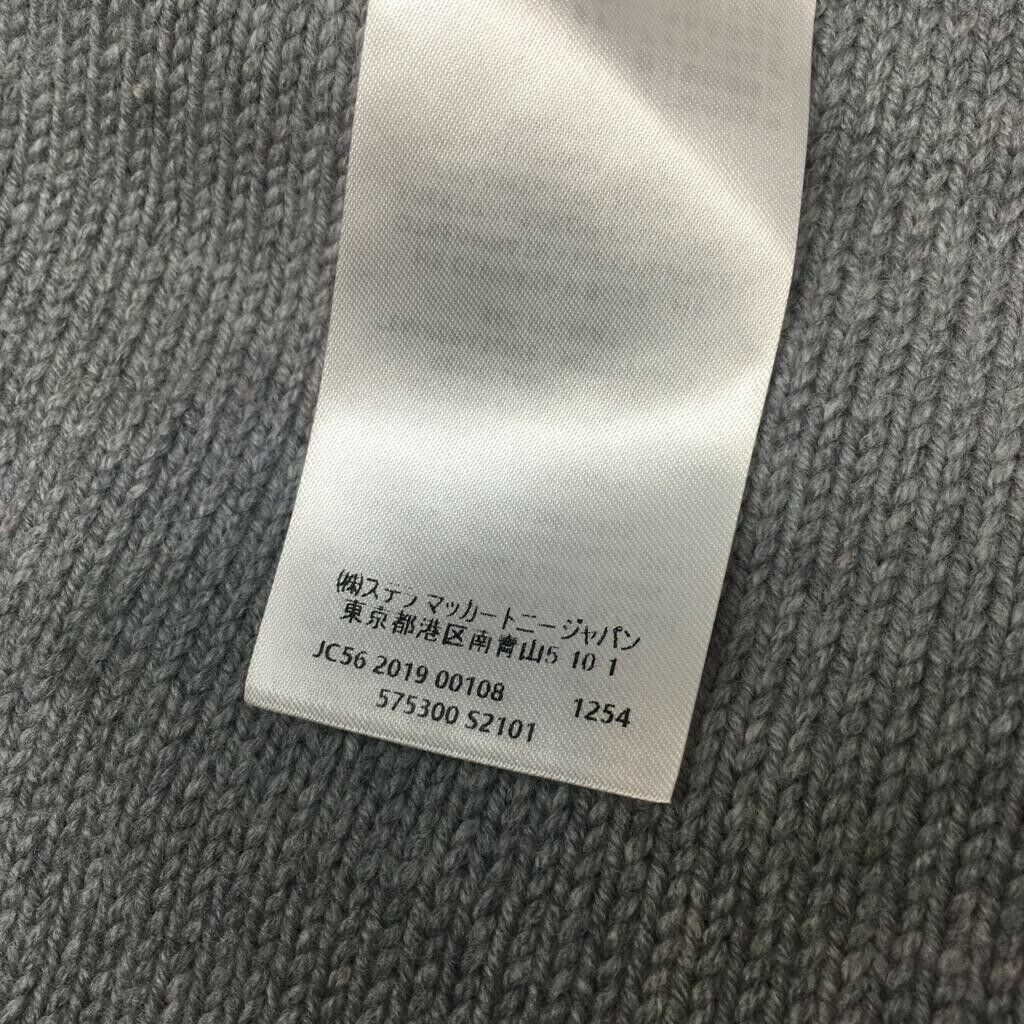 (株)ステラ マッカートニージャパン
東京都港区南青山5 10 1
JC56 2019 00108 1254
575300 S2101